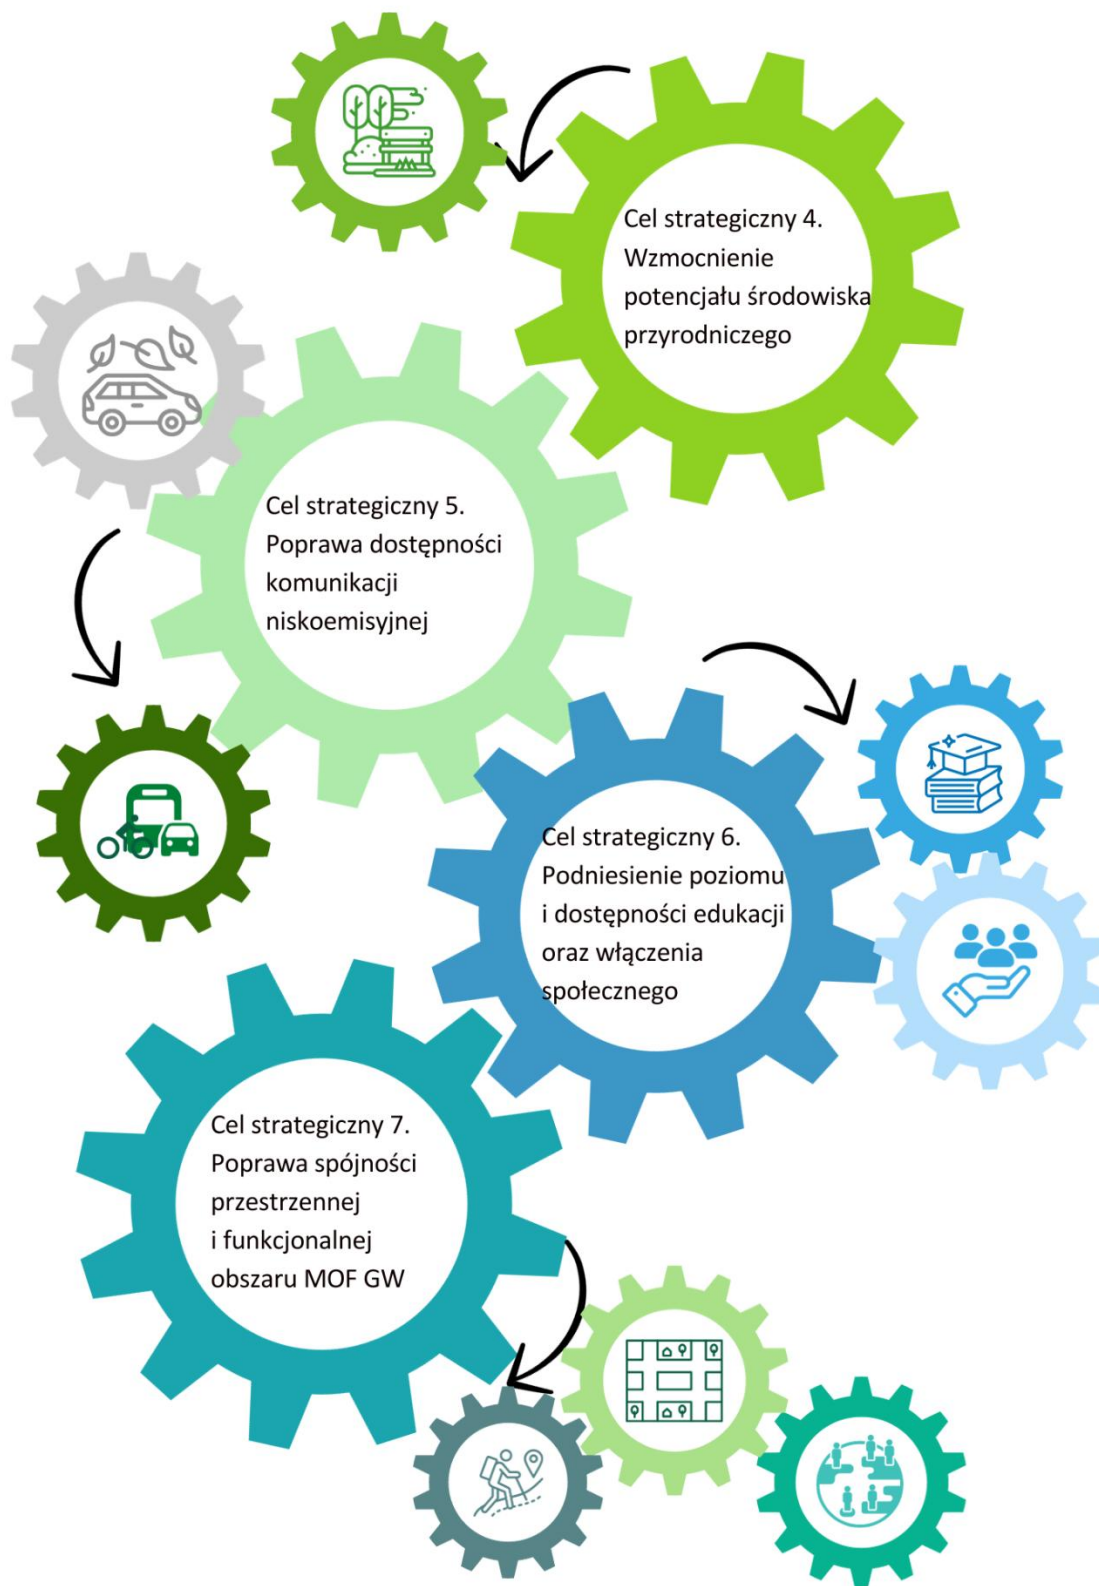 Cel strategiczny 4.
Wzmocnienie
potencjału środowiska
przyrodniczego
Cel strategiczny 5.
Poprawa dostępności
komunikacji
niskoemisyjnej
Cel strategiczny 6.
Podniesienie poziomu
i dostępności edukacji
oraz włączenia
społecznego
Cel strategiczny 7.
Poprawa spójności
przestrzennej
i funkcjonalnej
obszaru MOF GW